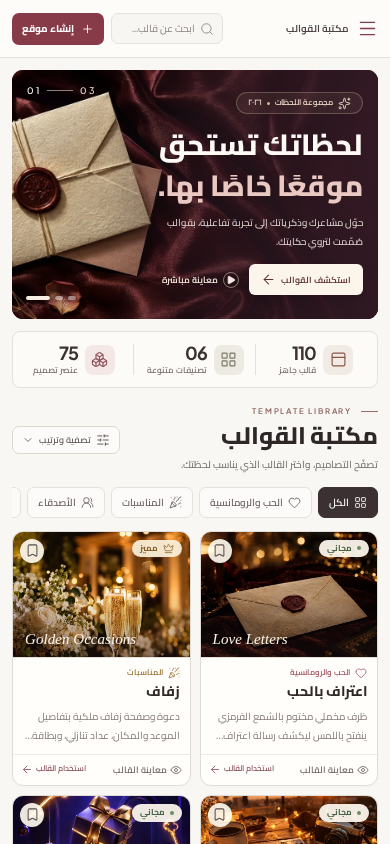 مكتبة القوالب
ابحث عن قالب...
إنشاء موقع
01 — 03
مجموعة اللحظات • ٢٠٢٦
لحظاتك تستحق
موقعًا خاصًا بها.
حوّل مشاعرك وذكرياتك إلى تجربة تفاعلية، بقوالب
صُمّمت لتروي حكايتك.
استكشف القوالب
معاينة مباشرة
110
قالب جاهز
06
تصنيفات متنوعة
75
عنصر تصميم
TEMPLATE LIBRARY
مكتبة القوالب
تصفّح التصاميم، واختر القالب الذي يناسب لحظتك.
تصفية وترتيب
الكل
الحب والرومانسية
المناسبات
الأصدقاء
مجاني
Love Letters
الحب والرومانسية
اعتراف بالحب
ظرف مخملي مختوم بالشمع القرمزي
ينفتح باللمس ليكشف رسالة اعتراف...
معاينة القالب
استخدام القالب
مميز
Golden Occasions
المناسبات
زفاف
دعوة وصفحة زفاف ملكية بتفاصيل
الموعد والمكان، عداد تنازلي، وبطاقة...
معاينة القالب
استخدام القالب
مجاني
مجاني